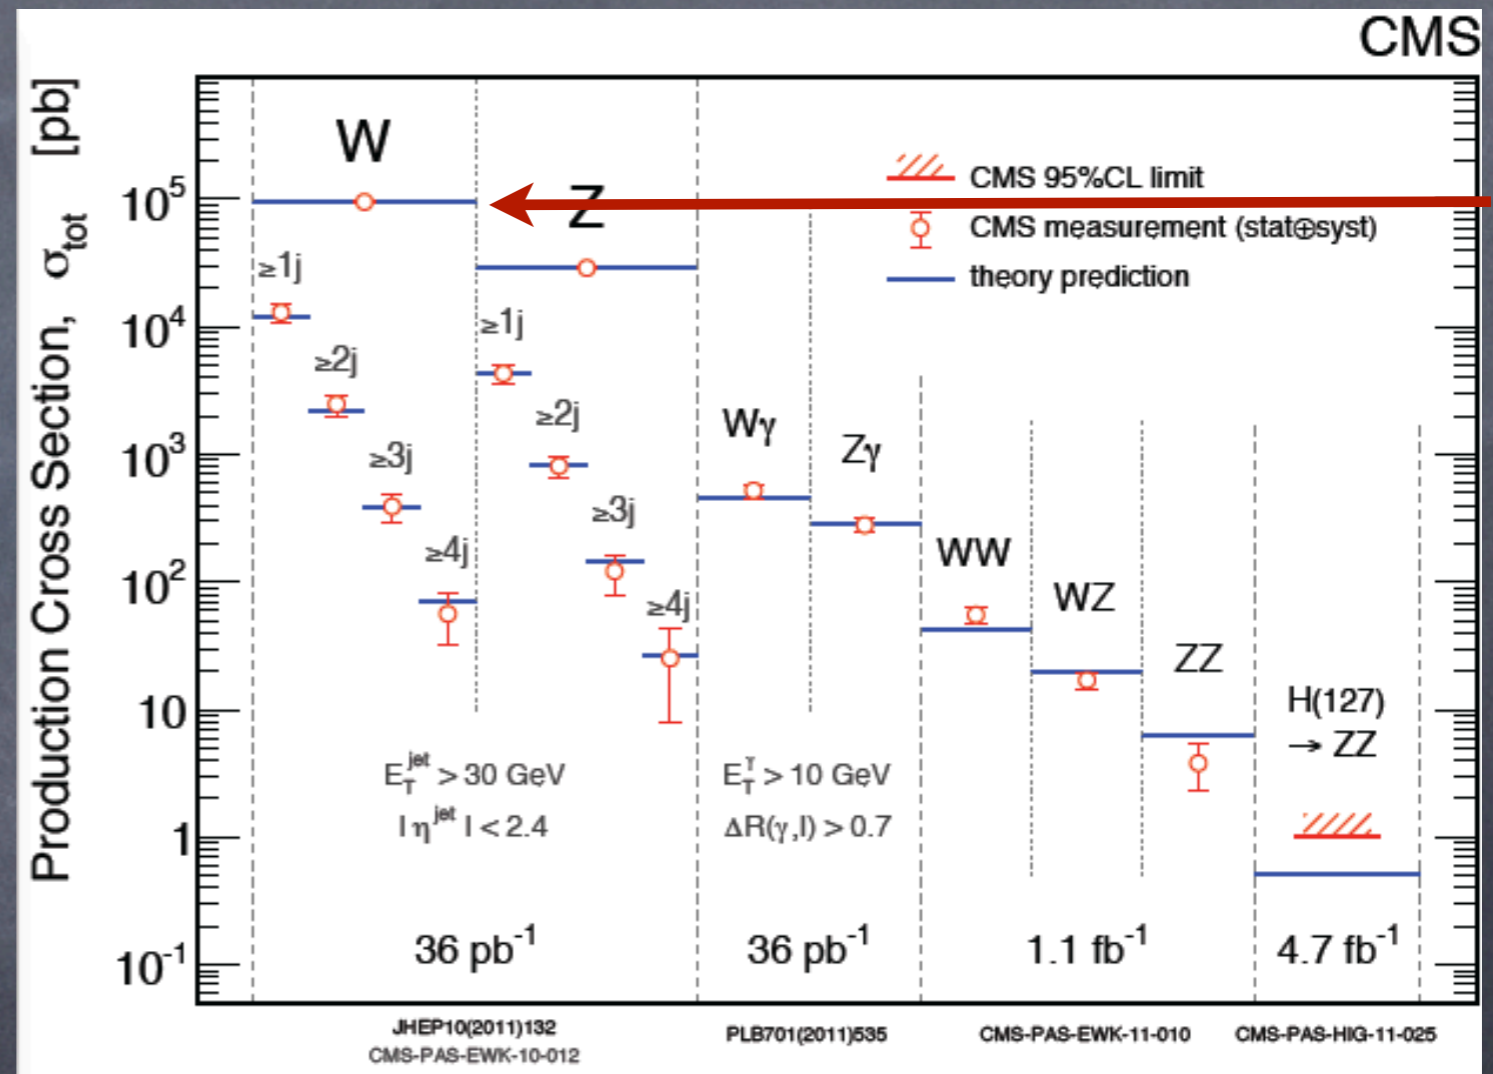 CMS
Production Cross Section, σtot [pb]
10^5
10^4
10^3
10^2
10
1
10^-1
W
Z
≥1j
≥2j
≥3j
≥4j
≥1j
≥2j
≥3j
≥4j
CMS 95%CL limit
CMS measurement (stat⊕syst)
theory prediction
Wγ
Zγ
WW
WZ
ZZ
H(127)
→ ZZ
E_T^jet > 30 GeV
|η^jet| < 2.4
E_T^γ > 10 GeV
ΔR(γ,l) > 0.7
36 pb^-1
36 pb^-1
1.1 fb^-1
4.7 fb^-1
JHEP10(2011)132
CMS-PAS-EWK-10-012
PLB701(2011)535
CMS-PAS-EWK-11-010
CMS-PAS-HIG-11-025